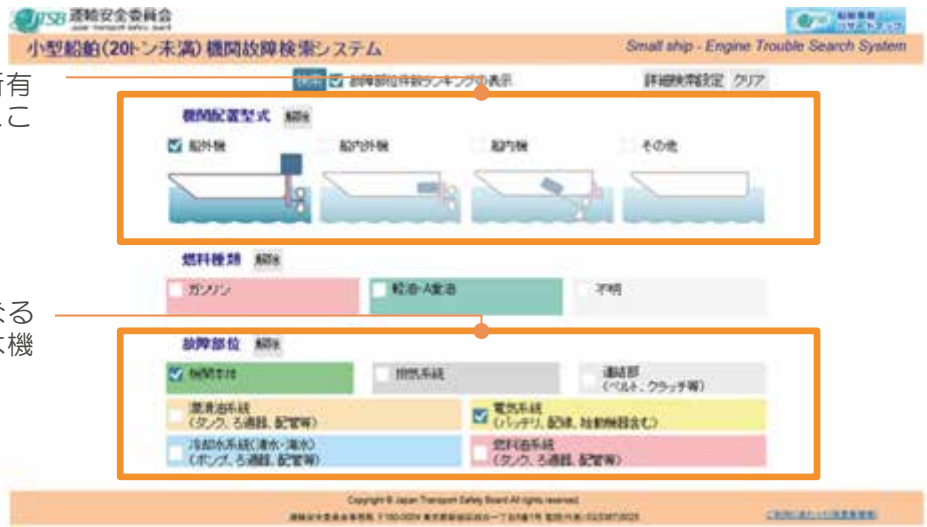 JTSB 運輸安全委員会
Japan Transport Safety Board
小型船舶(20トン未満)機関故障検索システム
Small ship - Engine Trouble Search System
所有
こ
検索 故障部位件数ランキングの表示 詳細検索設定 クリア
機関配置型式 解除
船外機 船内外機 船内機 その他
燃料種類 解除
ガソリン 軽油・A重油 不明
なる
機
故障部位 解除
機関本体 排気系統 連結部
(ベルト、クラッチ等)
潤滑油系統
(タンク、ろ過器、配管等)
電気系統
(バッテリ、配線、始動機器含む)
冷却水系統(清水・海水)
(ポンプ、ろ過器、配管等)
燃料油系統
(タンク、ろ過器、配管等)
Copyright © Japan Transport Safety Board All rights reserved.